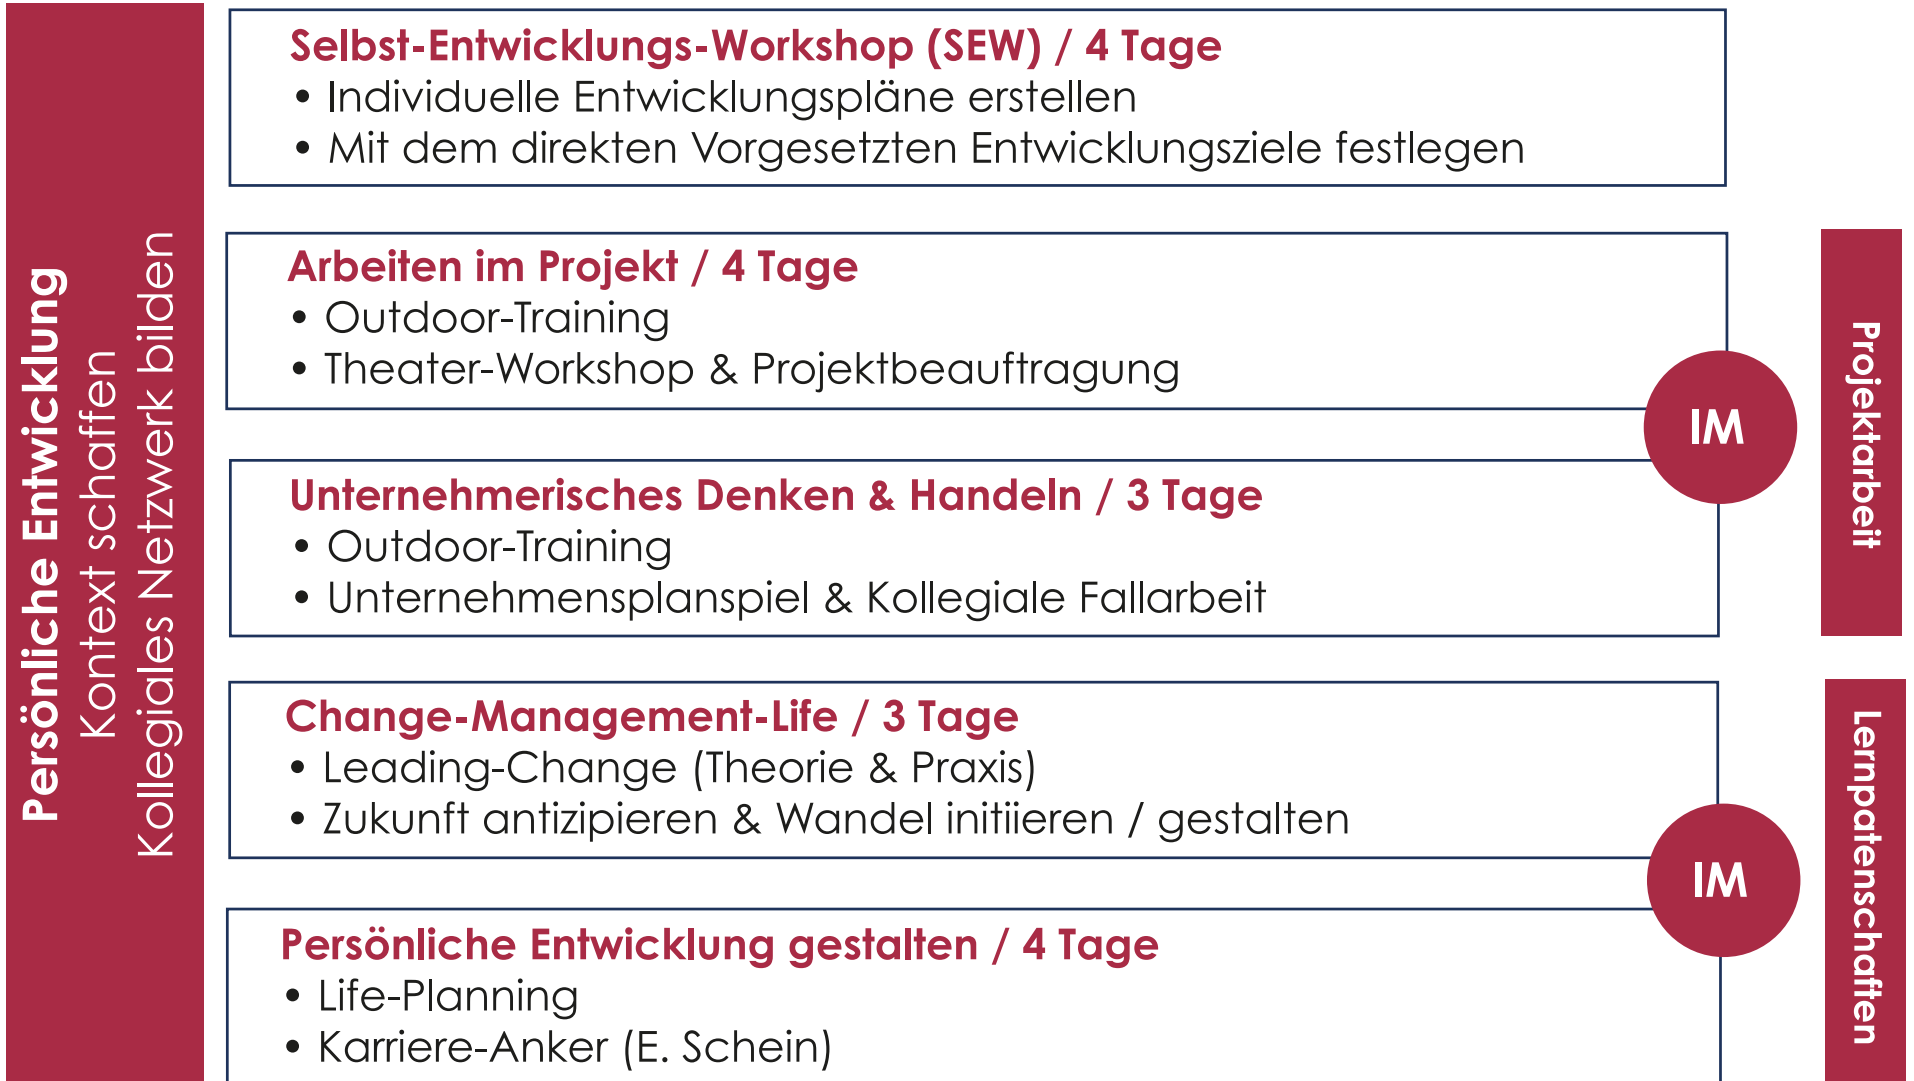 Persönliche Entwicklung
Kontext schaffen
Kollegiales Netzwerk bilden
Selbst-Entwicklungs-Workshop (SEW) / 4 Tage
• Individuelle Entwicklungspläne erstellen
• Mit dem direkten Vorgesetzten Entwicklungsziele festlegen
Arbeiten im Projekt / 4 Tage
• Outdoor-Training
• Theater-Workshop & Projektbeauftragung
IM
Unternehmerisches Denken & Handeln / 3 Tage
• Outdoor-Training
• Unternehmensplanspiel & Kollegiale Fallarbeit
Projektarbeit
Change-Management-Life / 3 Tage
• Leading-Change (Theorie & Praxis)
• Zukunft antizipieren & Wandel initiieren / gestalten
IM
Persönliche Entwicklung gestalten / 4 Tage
• Life-Planning
• Karriere-Anker (E. Schein)
Lernpatenschaften